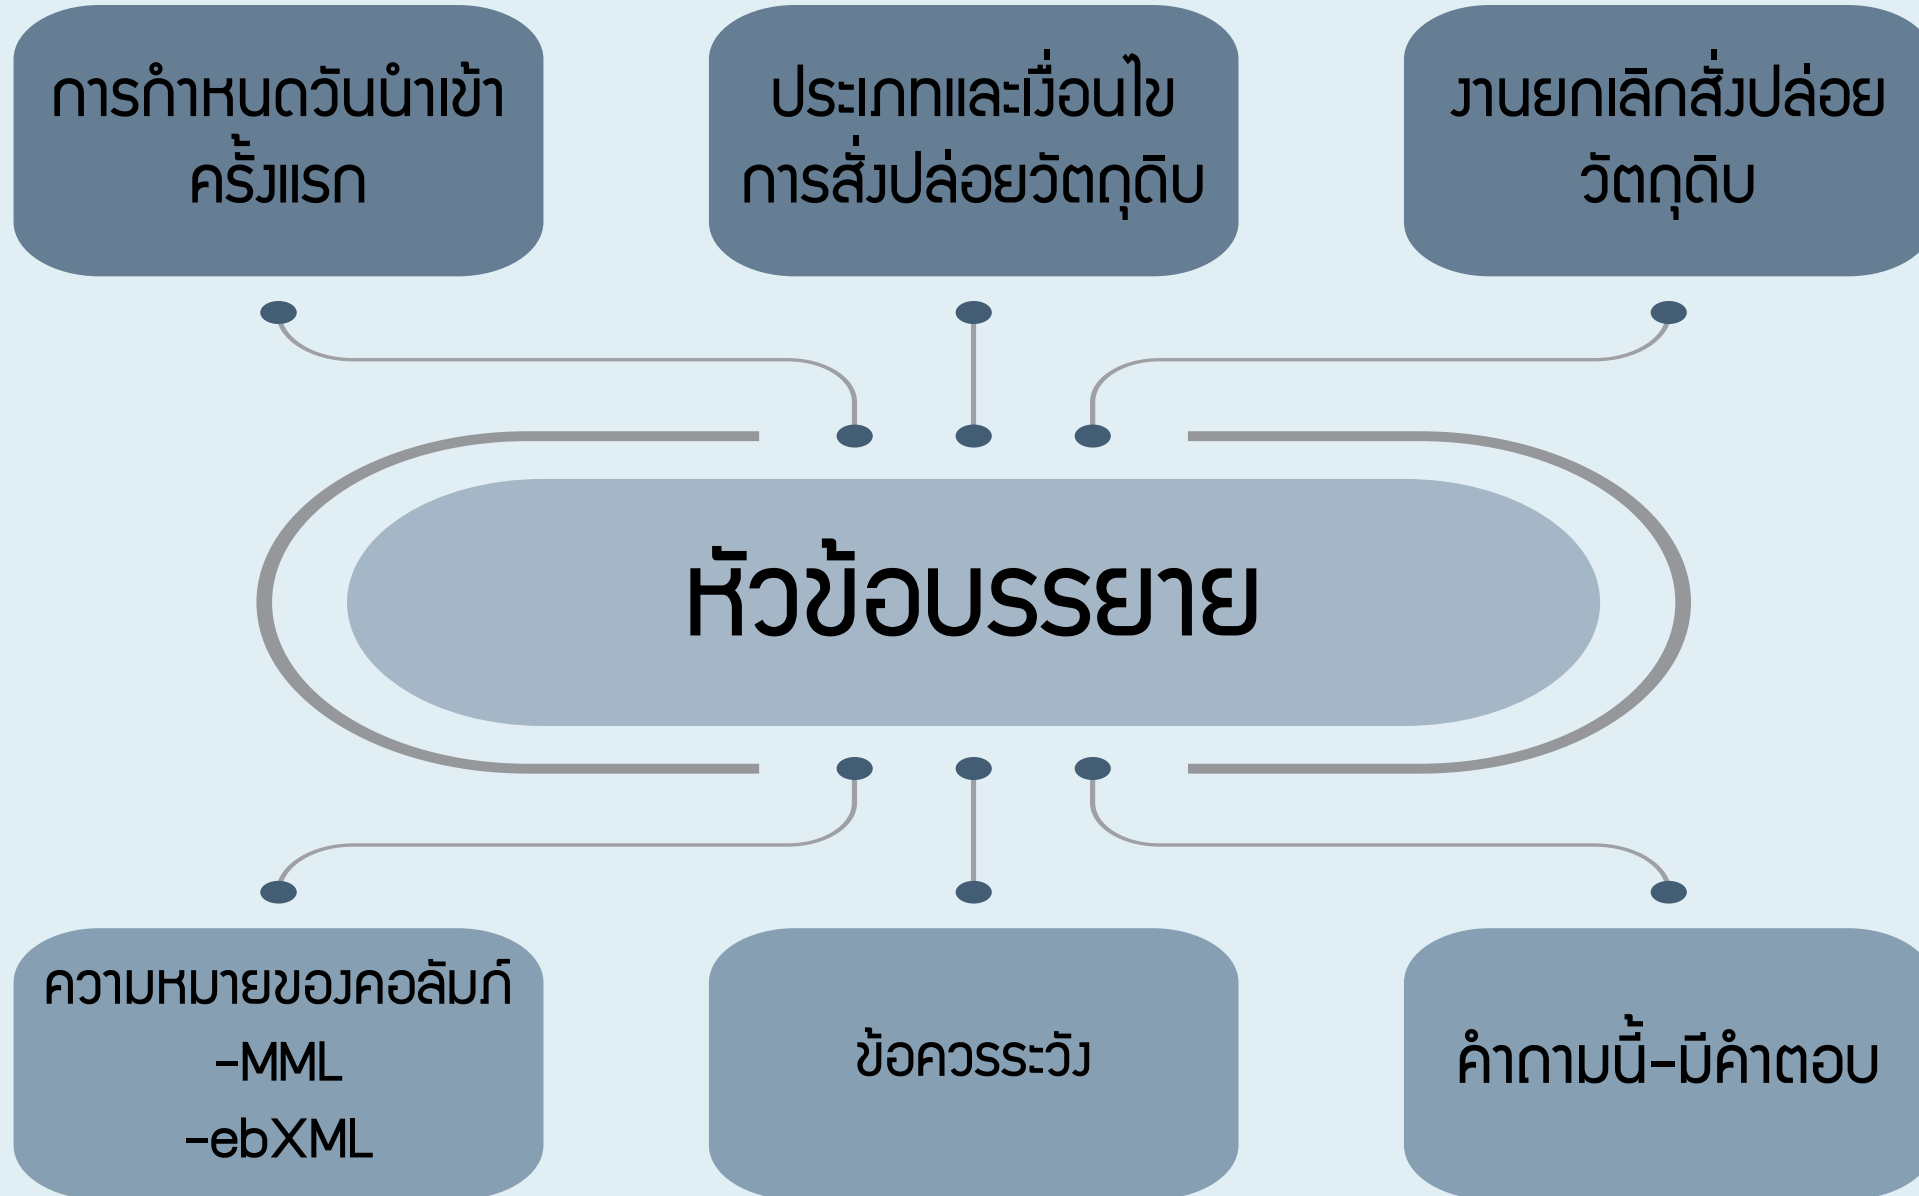 การกำหนดวันนำเข้า
ครั้งแรก
ประเภทและเงื่อนไข
การสั่งปล่อยวัตถุดิบ
งานยกเลิกสั่งปล่อย
วัตถุดิบ
หัวข้อบรรยาย
ความหมายของคอลัมภ์
-MML
-ebXML
ข้อควรระวัง
คำถามนี้-มีคำตอบ